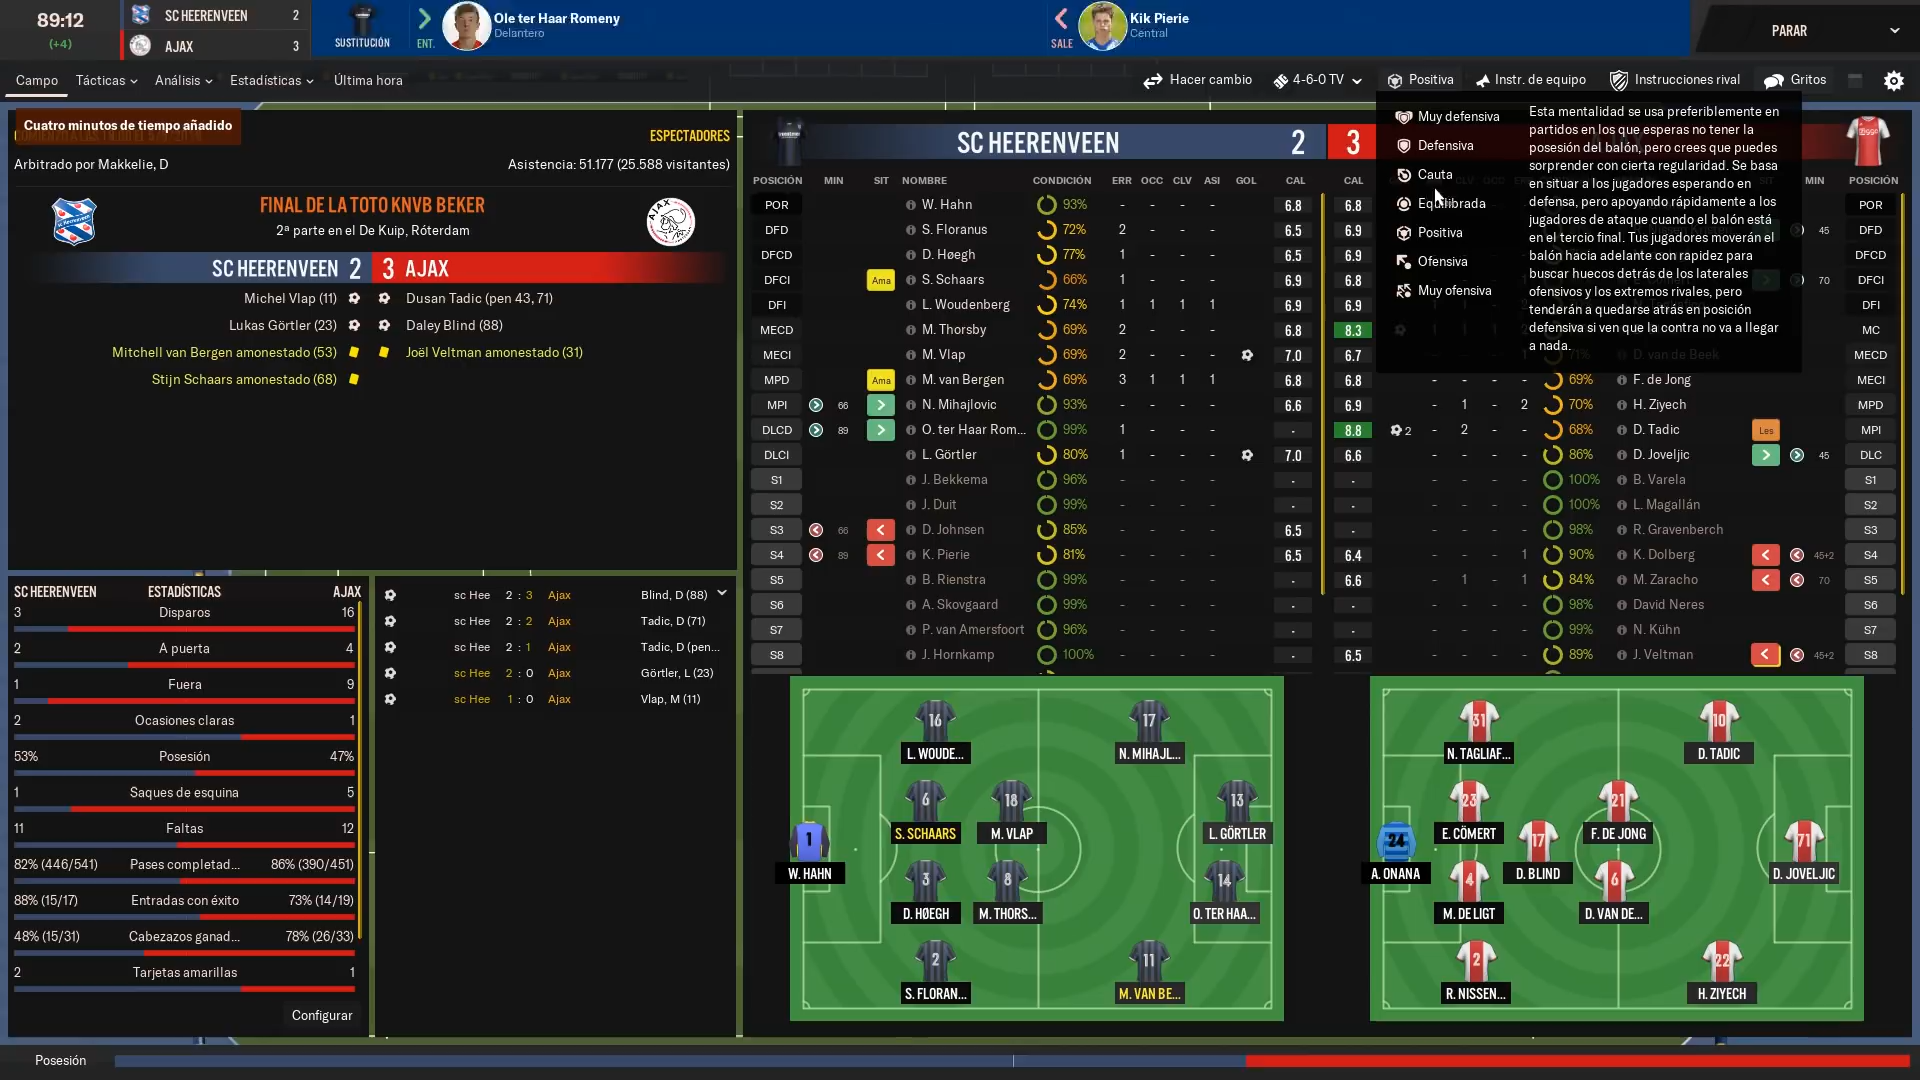 89:12
(+4)
SC HEERENVEEN 2
AJAX 3
SUSTITUCIÓN
ENT.
Ole ter Haar Romeny
Delantero
SALE
Kik Pierie
Central
PARAR
Campo Tácticas Análisis Estadísticas Última hora
Hacer cambio 4-6-0 TV Positiva Instr. de equipo Instrucciones rival Gritos
Cuatro minutos de tiempo añadido
ESPECTADORES
Arbitrado por Makkelie, D Asistencia: 51.177 (25.588 visitantes)
FINAL DE LA TOTO KNVB BEKER
2ª parte en el De Kuip, Róterdam
SC HEERENVEEN 2 3 AJAX
Michel Vlap (11) Dusan Tadic (pen 43, 71)
Lukas Görtler (23) Daley Blind (88)
Mitchell van Bergen amonestado (53) Joël Veltman amonestado (31)
Stijn Schaars amonestado (68)
SC HEERENVEEN ESTADÍSTICAS AJAX
3 Disparos 16
2 A puerta 4
1 Fuera 9
2 Ocasiones claras 1
53% Posesión 47%
1 Saques de esquina 5
11 Faltas 12
82% (446/541) Pases completad... 86% (390/451)
88% (15/17) Entradas con éxito 73% (14/19)
48% (15/31) Cabezazos ganad... 78% (26/33)
2 Tarjetas amarillas 1
Configurar
sc Hee 2 : 3 Ajax Blind, D (88)
sc Hee 2 : 2 Ajax Tadic, D (71)
sc Hee 2 : 1 Ajax Tadic, D (pen...
sc Hee 2 : 0 Ajax Görtler, L (23)
sc Hee 1 : 0 Ajax Vlap, M (11)
SC HEERENVEEN 2 3
POSICIÓN MIN SIT NOMBRE CONDICIÓN ERR OCC CLV ASI GOL CAL
POR W. Hahn 93% - - - - 6.8
DFD S. Floranus 72% 2 - - - 6.5
DFCD D. Høegh 77% 1 - - - 6.5
DFCI Ama S. Schaars 66% 1 - - - 6.9
DFI L. Woudenberg 74% 1 1 1 1 6.9
MECD M. Thorsby 69% 2 - - - 6.8
MECI M. Vlap 69% 2 - - - 7.0
MPD Ama M. van Bergen 69% 3 1 1 1 6.8
MPI 66 N. Mihajlovic 93% - - - - 6.6
DLCD 89 O. ter Haar Rom... 99% 1 - - - -
DLCI L. Görtler 80% 1 - - - 7.0
S1 J. Bekkema 96% - - - - -
S2 J. Duit 99% - - - - -
S3 66 D. Johnsen 85% - - - - 6.5
S4 89 K. Pierie 81% - - - - 6.5
S5 B. Rienstra 99% - - - - -
S6 A. Skovgaard 99% - - - - -
S7 P. van Amersfoort 96% - - - - -
S8 J. Hornkamp 100% - - - - -
CAL MIN POSICIÓN
6.8 POR
6.9 45 DFD
6.9 DFCD
6.8 70 DFCI
6.9 DFI
8.3 MC
6.7 71% D. van de Beek MECD
6.8 - - - - 69% F. de Jong MECI
6.9 - 1 - 2 70% H. Ziyech MPD
8.8 2 - 2 - - 68% D. Tadic Les MPI
6.6 - - - - 86% D. Joveljic 45 DLC
- - - - - 100% B. Varela S1
- - - - - 100% L. Magallán S2
- - - - - 98% R. Gravenberch S3
6.4 - - - 1 90% K. Dolberg 45+2 S4
6.6 - 1 - 1 84% M. Zaracho 70 S5
- - - - - 98% David Neres S6
- - - - - 99% N. Kühn S7
6.5 - - - - 89% J. Veltman 45+2 S8
Muy defensiva
Defensiva
Cauta
Equilibrada
Positiva
Ofensiva
Muy ofensiva
Esta mentalidad se usa preferiblemente en
partidos en los que esperas no tener la
posesión del balón, pero crees que puedes
sorprender con cierta regularidad. Se basa
en situar a los jugadores esperando en
defensa, pero apoyando rápidamente a los
jugadores de ataque cuando el balón está
en el tercio final. Tus jugadores moverán el
balón hacia adelante con rapidez para
buscar huecos detrás de los laterales
ofensivos y los extremos rivales, pero
tenderán a quedarse atrás en posición
defensiva si ven que la contra no va a llegar
a nada.
16 L. WOUDE...
17 N. MIHAJL...
6 S. SCHAARS
18 M. VLAP
13 L. GÖRTLER
1 W. HAHN
3 D. HØEGH
8 M. THORS...
14 O. TER HAA...
2 S. FLORAN...
11 M. VAN BE...
31 N. TAGLIAF...
10 D. TADIC
23 E. CÖMERT
21 F. DE JONG
24 A. ONANA
17 D. BLIND
71 D. JOVELJIC
4 M. DE LIGT
6 D. VAN DE...
2 R. NISSEN...
22 H. ZIYECH
Posesión